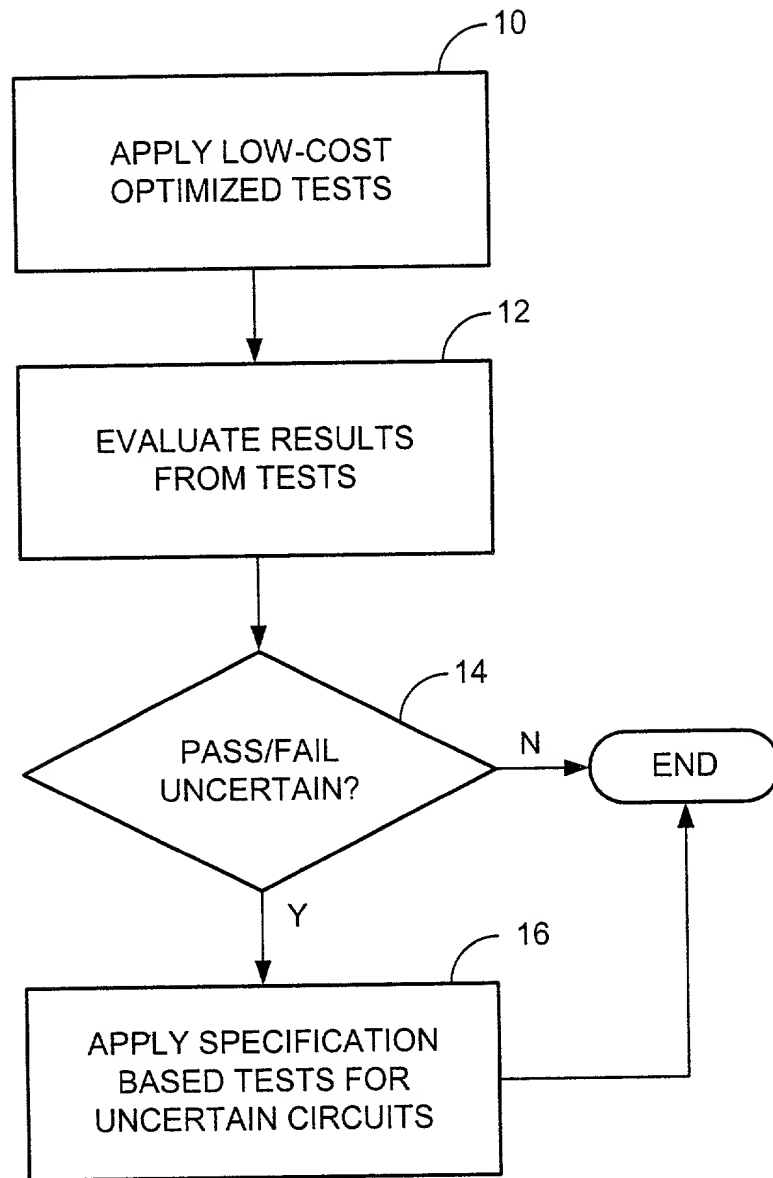 10
APPLY LOW-COST
OPTIMIZED TESTS
12
EVALUATE RESULTS
FROM TESTS
14
PASS/FAIL
UNCERTAIN?
N
END
Y
16
APPLY SPECIFICATION
BASED TESTS FOR
UNCERTAIN CIRCUITS